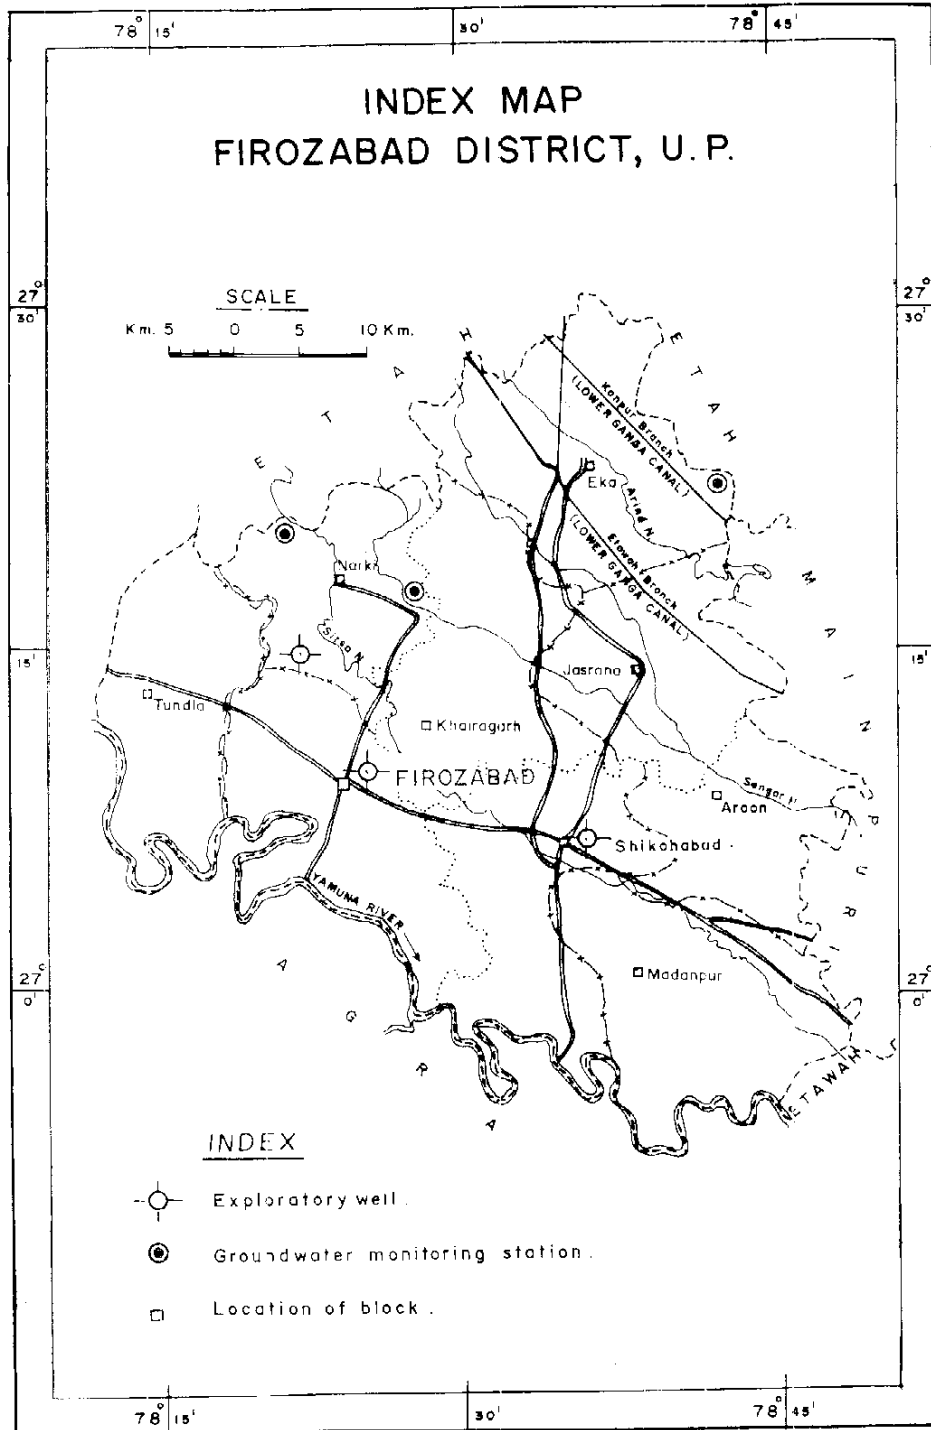 78° 15' 30' 78° 45'
INDEX MAP
FIROZABAD DISTRICT, U.P.
27° 30' 27° 30'
SCALE
Km. 5 0 5 10 Km.
ETAH
ETAH
Kanpur Branch
(LOWER GANGA CANAL)
Eka
Arind N
Etawah Branch
(LOWER GANGA CANAL)
MAINPURI
Narki
Sirsa N
15' 15'
Jasrana
Tundla
Khairagarh
FIROZABAD
Sengar N
Araon
Shikohabad
YAMUNA RIVER
Madanpur
27° 0' 27° 0'
AGRA
ETAWAH
INDEX
Exploratory well.
Groundwater monitoring station.
Location of block.
78° 15' 30' 78° 45'